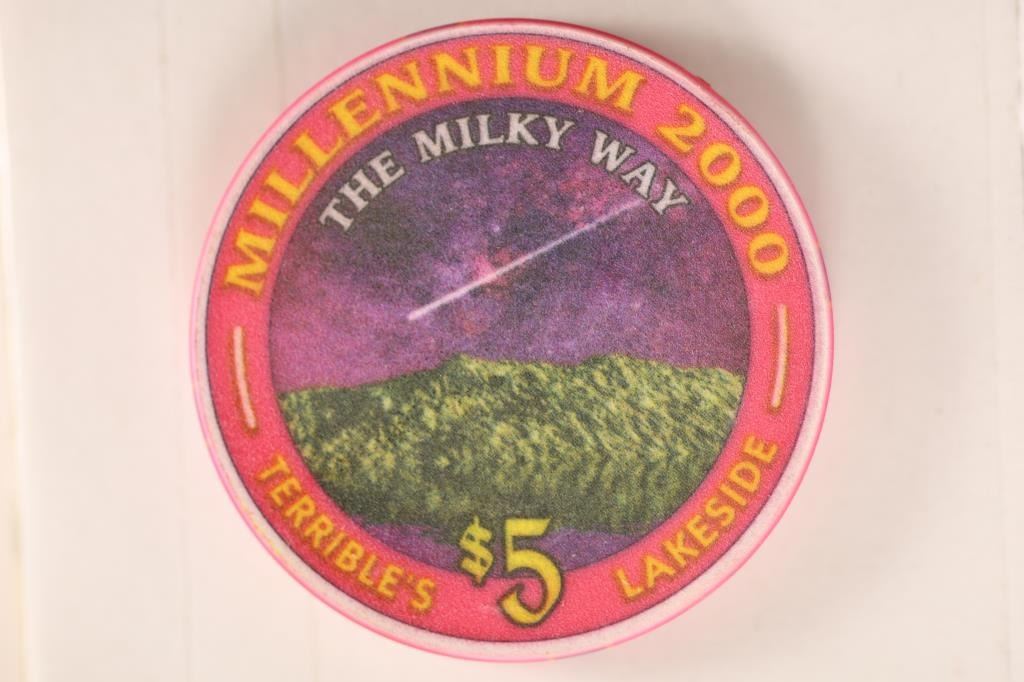 MILLENNIUM 2000
THE MILKY WAY
TERRIBLE'S
$5
LAKESIDE